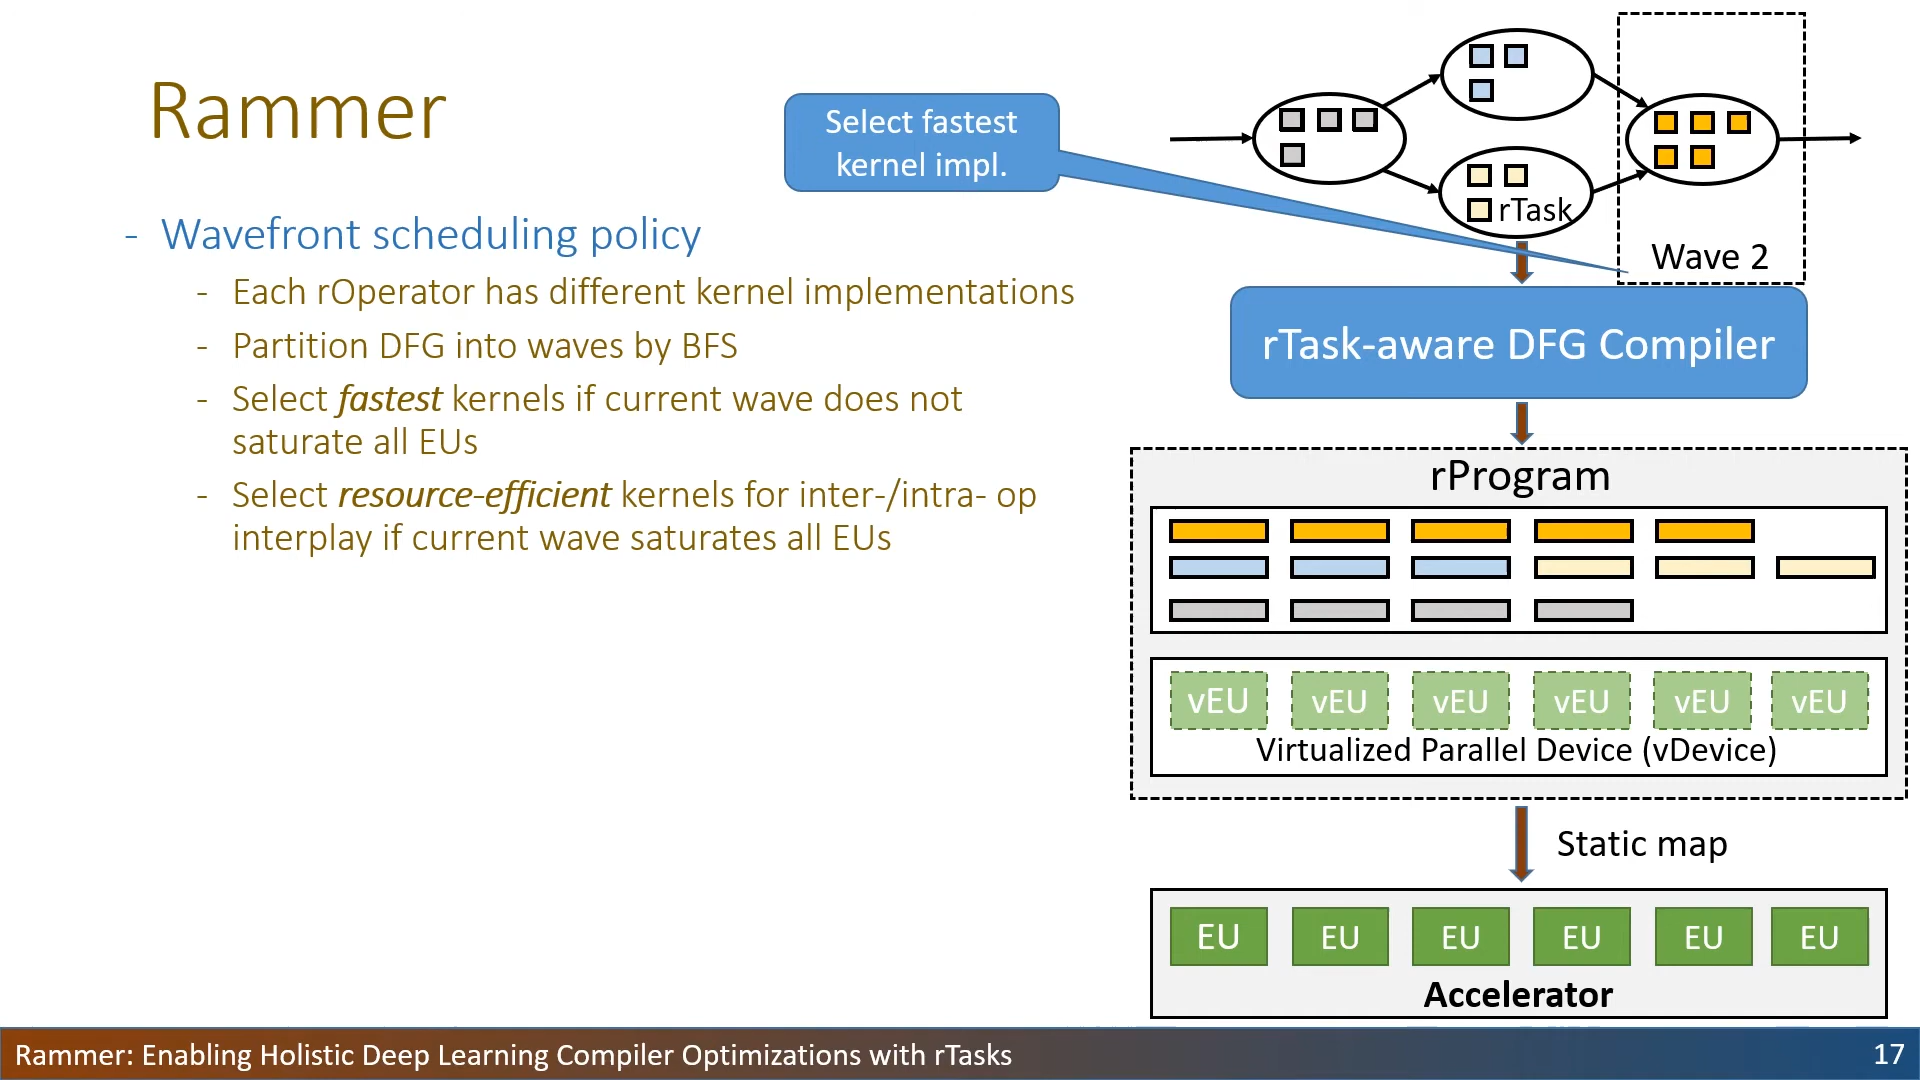 Rammer
Select fastest
kernel impl.
- Wavefront scheduling policy
- Each rOperator has different kernel implementations
- Partition DFG into waves by BFS
- Select fastest kernels if current wave does not
saturate all EUs
- Select resource-efficient kernels for inter-/intra- op
interplay if current wave saturates all EUs
rTask
Wave 2
rTask-aware DFG Compiler
rProgram
vEU vEU vEU vEU vEU vEU
Virtualized Parallel Device (vDevice)
Static map
EU EU EU EU EU EU
Accelerator
Rammer: Enabling Holistic Deep Learning Compiler Optimizations with rTasks
17